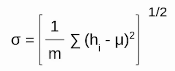 σ = [ 1/m ∑ (hᵢ - μ)² ]^1/2